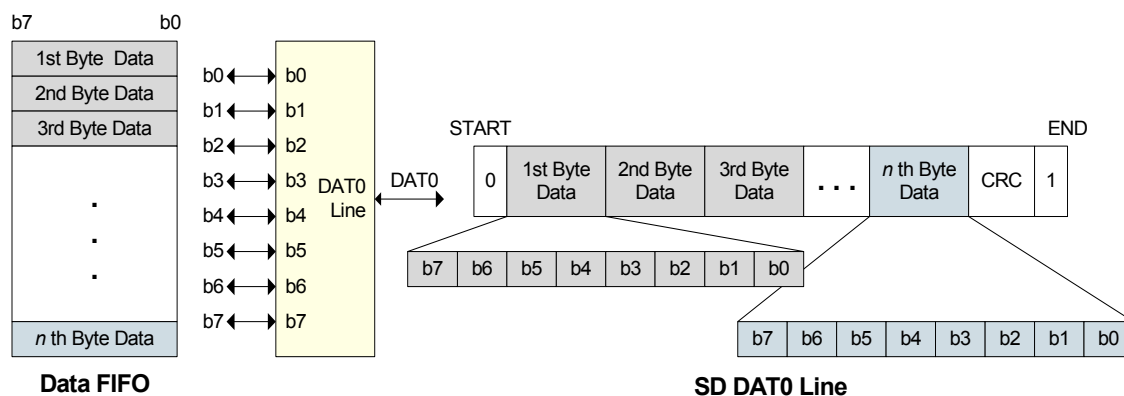 b7 b0
1st Byte Data
2nd Byte Data
3rd Byte Data
.
.
.
n th Byte Data
Data FIFO
b0 b0
b1 b1
b2 b2
b3 b3
b4 b4
b5 b5
b6 b6
b7 b7
DAT0
Line
DAT0
START END
0 1st Byte Data 2nd Byte Data 3rd Byte Data . . . n th Byte Data CRC 1
b7 b6 b5 b4 b3 b2 b1 b0
b7 b6 b5 b4 b3 b2 b1 b0
SD DAT0 Line